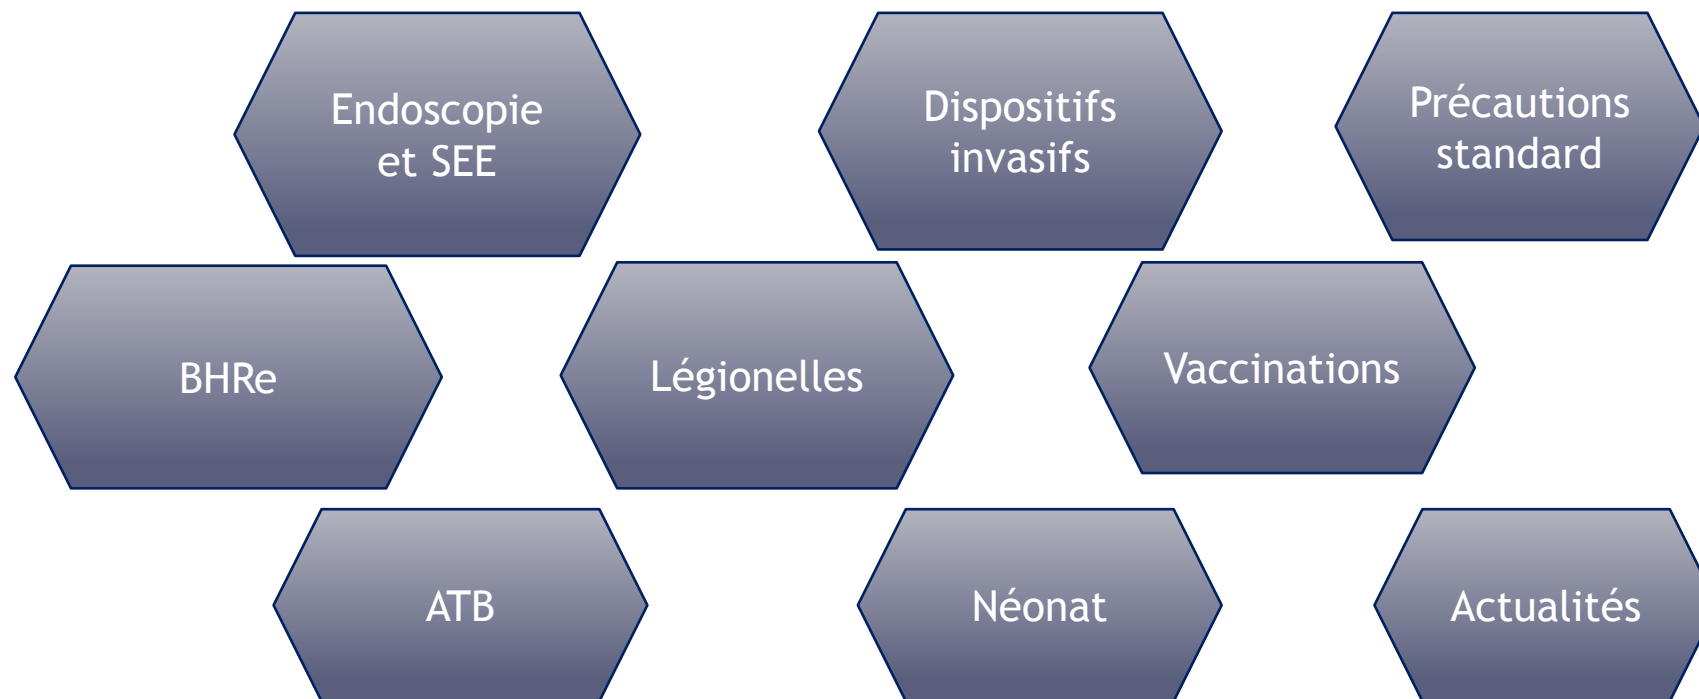 Endoscopie
et SEE
Dispositifs
invasifs
Précautions
standard
BHRe
Légionelles
Vaccinations
ATB
Néonat
Actualités